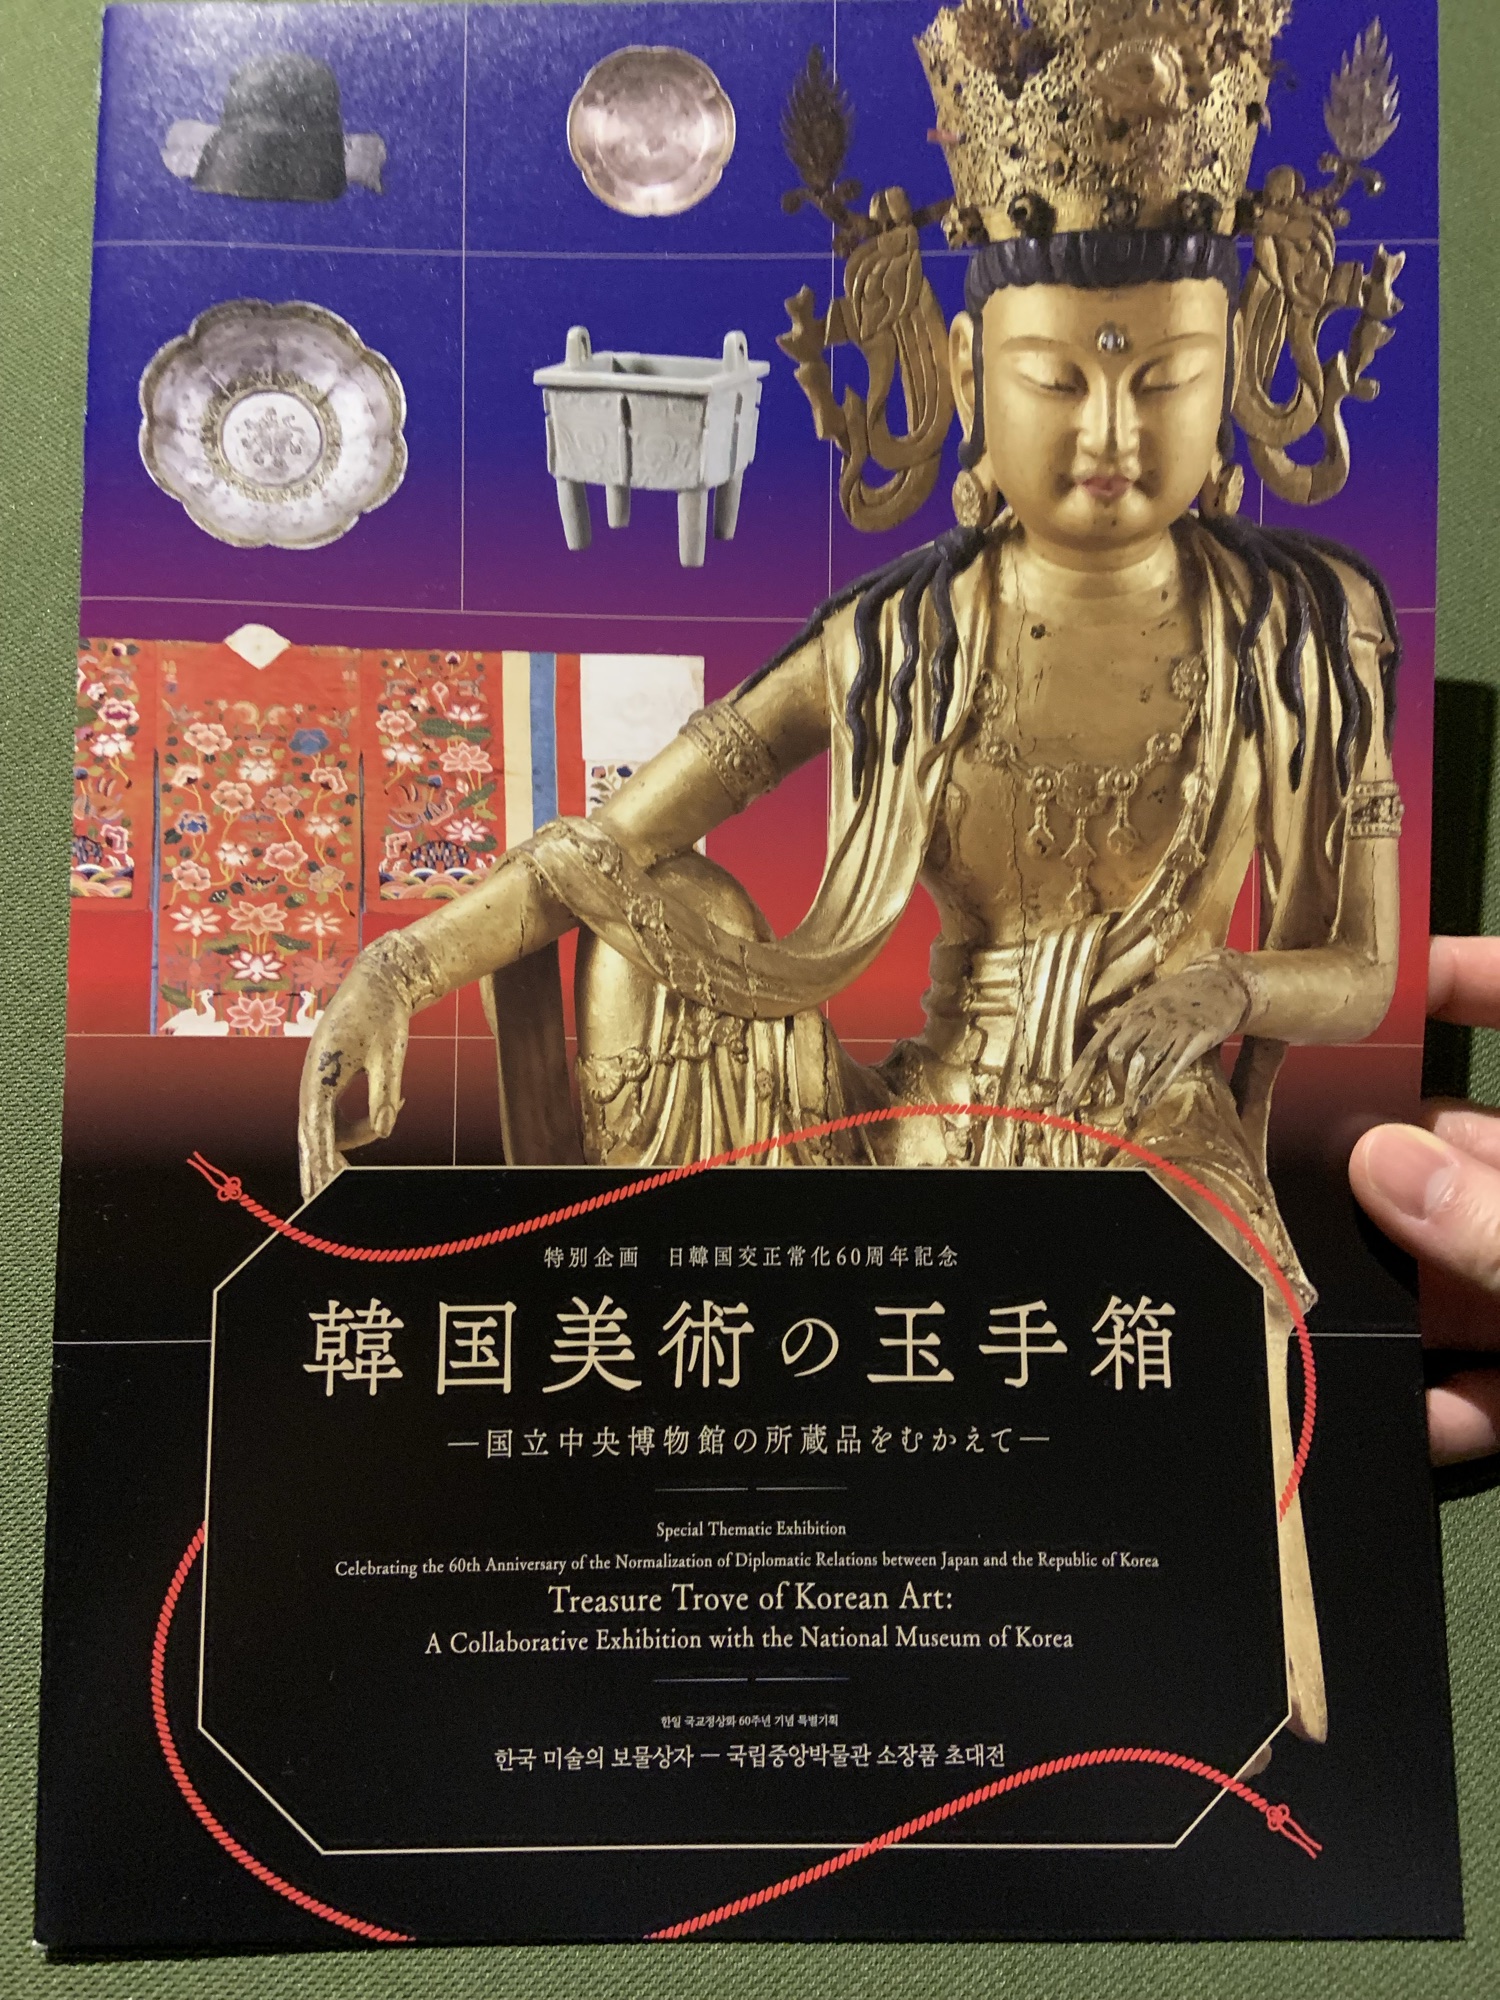 特別企画　日韓国交正常化60周年記念
韓国美術の玉手箱
―国立中央博物館の所蔵品をむかえて―
Special Thematic Exhibition
Celebrating the 60th Anniversary of the Normalization of Diplomatic Relations between Japan and the Republic of Korea
Treasure Trove of Korean Art:
A Collaborative Exhibition with the National Museum of Korea
한일 국교정상화 60주년 기념 특별기획
한국 미술의 보물상자 — 국립중앙박물관 소장품 초대전